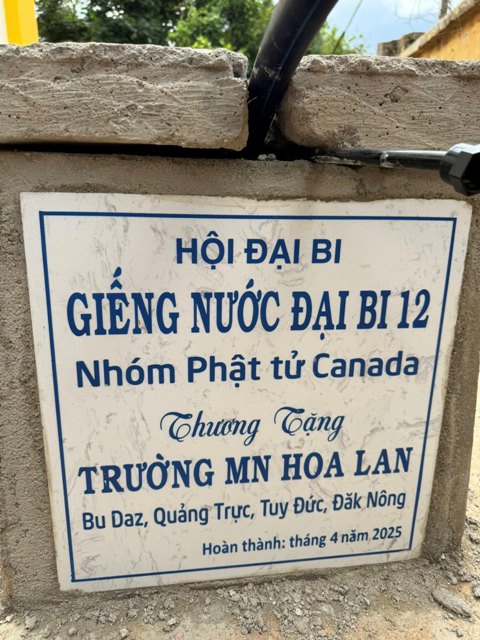 HỘI ĐẠI BI
GIẾNG NƯỚC ĐẠI BI 12
Nhóm Phật tử Canada
Thương Tặng
TRƯỜNG MN HOA LAN
Bu Daz, Quảng Trực, Tuy Đức, Đăk Nông
Hoàn thành: tháng 4 năm 2025